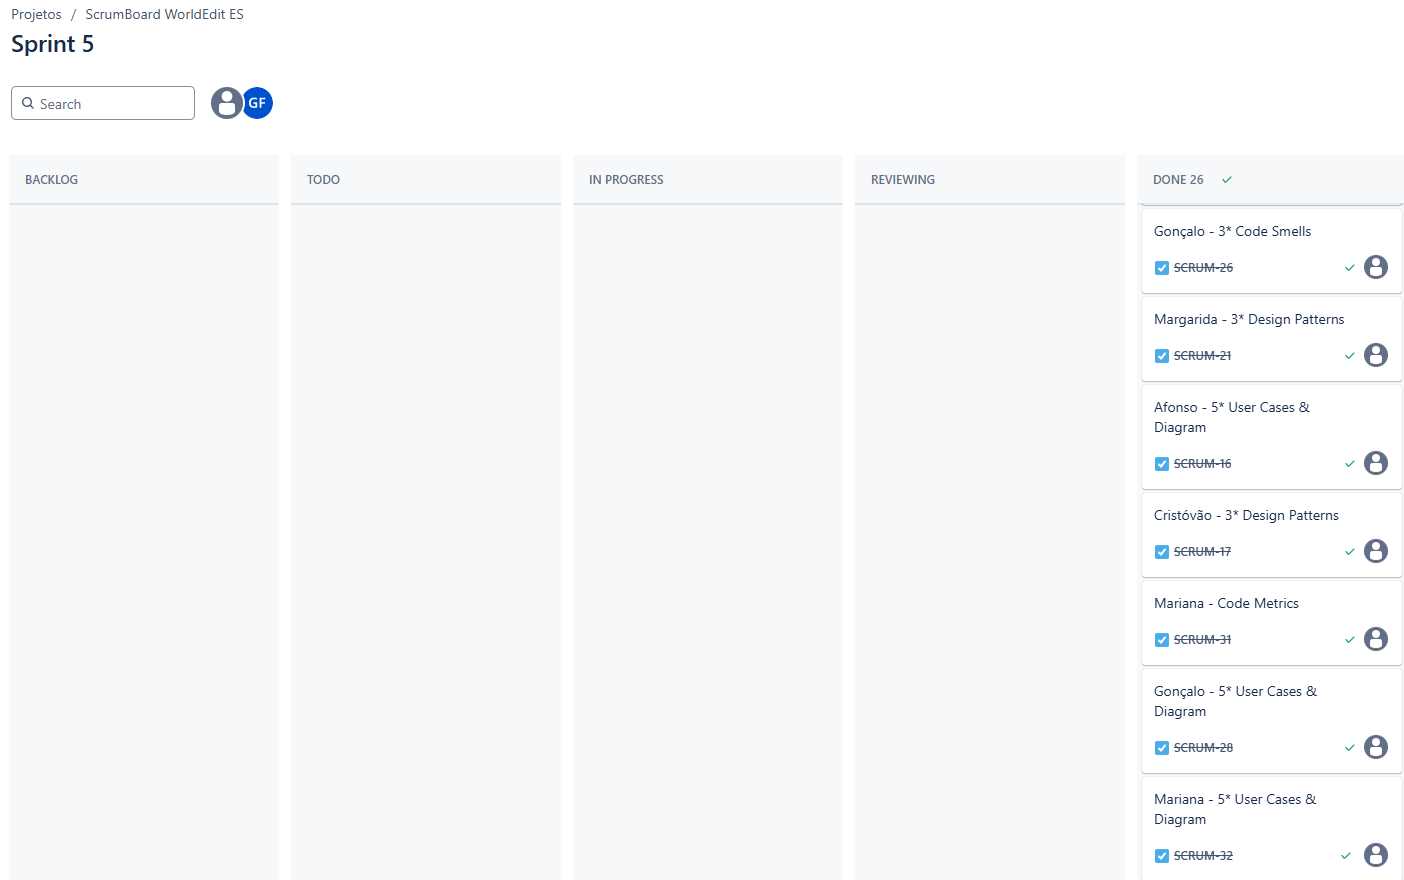 Projetos / ScrumBoard WorldEdit ES
Sprint 5
Search
GF
BACKLOG
TODO
IN PROGRESS
REVIEWING
DONE 26
Gonçalo - 3* Code Smells
SCRUM-26
Margarida - 3* Design Patterns
SCRUM-21
Afonso - 5* User Cases &
Diagram
SCRUM-16
Cristóvão - 3* Design Patterns
SCRUM-17
Mariana - Code Metrics
SCRUM-31
Gonçalo - 5* User Cases &
Diagram
SCRUM-28
Mariana - 5* User Cases &
Diagram
SCRUM-32